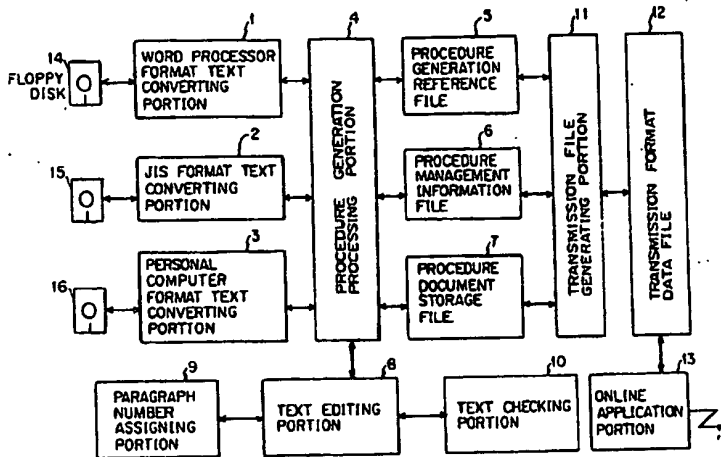 1
WORD PROCESSOR
FORMAT TEXT
CONVERTING
PORTION
14
FLOPPY
DISK
2
JIS FORMAT TEXT
CONVERTING
PORTION
15
3
PERSONAL
COMPUTER
FORMAT TEXT
CONVERTING
PORTION
16
4
PROCEDURE GENERATION
PROCESSING PORTION
5
PROCEDURE
GENERATION
REFERENCE
FILE
6
PROCEDURE
MANAGEMENT
INFORMATION
FILE
7
PROCEDURE
DOCUMENT
STORAGE
FILE
11
TRANSMISSION FILE
GENERATING PORTION
12
TRANSMISSION FORMAT
DATA FILE
9
PARAGRAPH
NUMBER
ASSIGNING
PORTION
8
TEXT EDITING
PORTION
10
TEXT CHECKING
PORTION
13
ONLINE
APPLICATION
PORTION